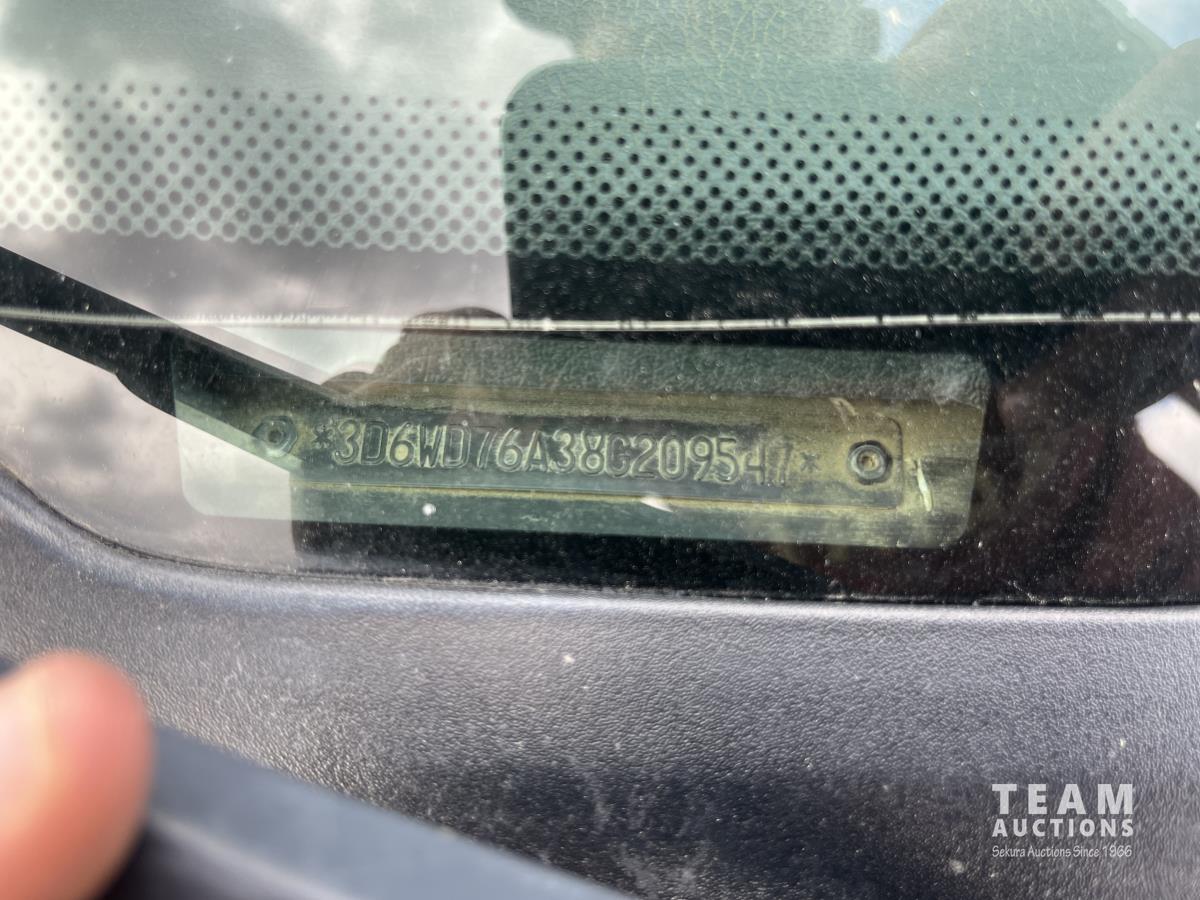 *3D6WD76A38G209547*
TEAM
AUCTIONS
Sekura Auctions Since 1966